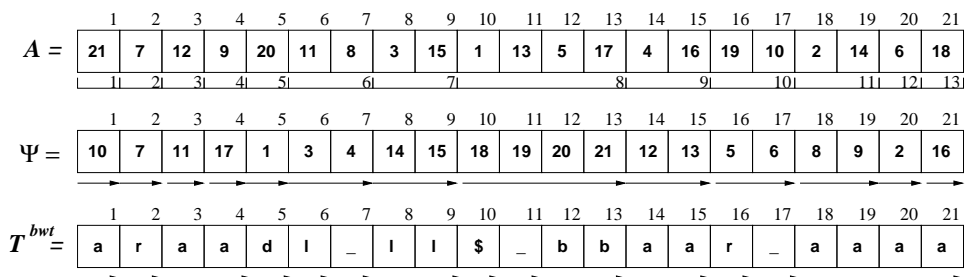 1 2 3 4 5 6 7 8 9 10 11 12 13 14 15 16 17 18 19 20 21
A = 21 7 12 9 20 11 8 3 15 1 13 5 17 4 16 19 10 2 14 6 18
1 2 3 4 5 6 7 8 9 10 11 12 13
1 2 3 4 5 6 7 8 9 10 11 12 13 14 15 16 17 18 19 20 21
Ψ = 10 7 11 17 1 3 4 14 15 18 19 20 21 12 13 5 6 8 9 2 16
1 2 3 4 5 6 7 8 9 10 11 12 13 14 15 16 17 18 19 20 21
T^bwt = a r a a d l _ l l $ _ b b a a r _ a a a a